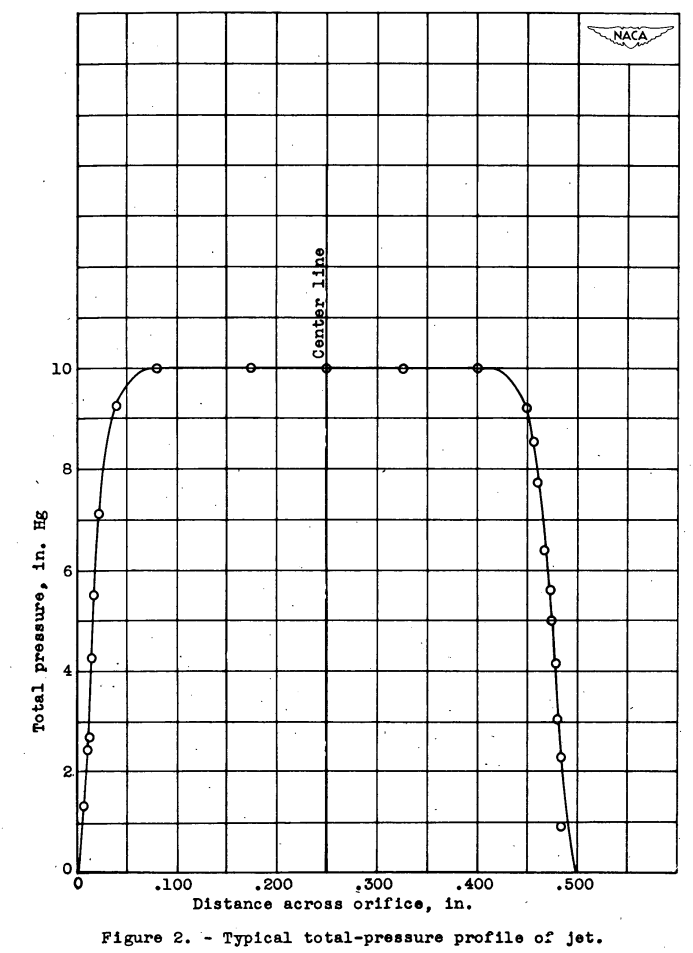 NACA
Center line
10
8
6
4
2
0
Total pressure, in. Hg
0 .100 .200 .300 .400 .500
Distance across orifice, in.
Figure 2. - Typical total-pressure profile of jet.